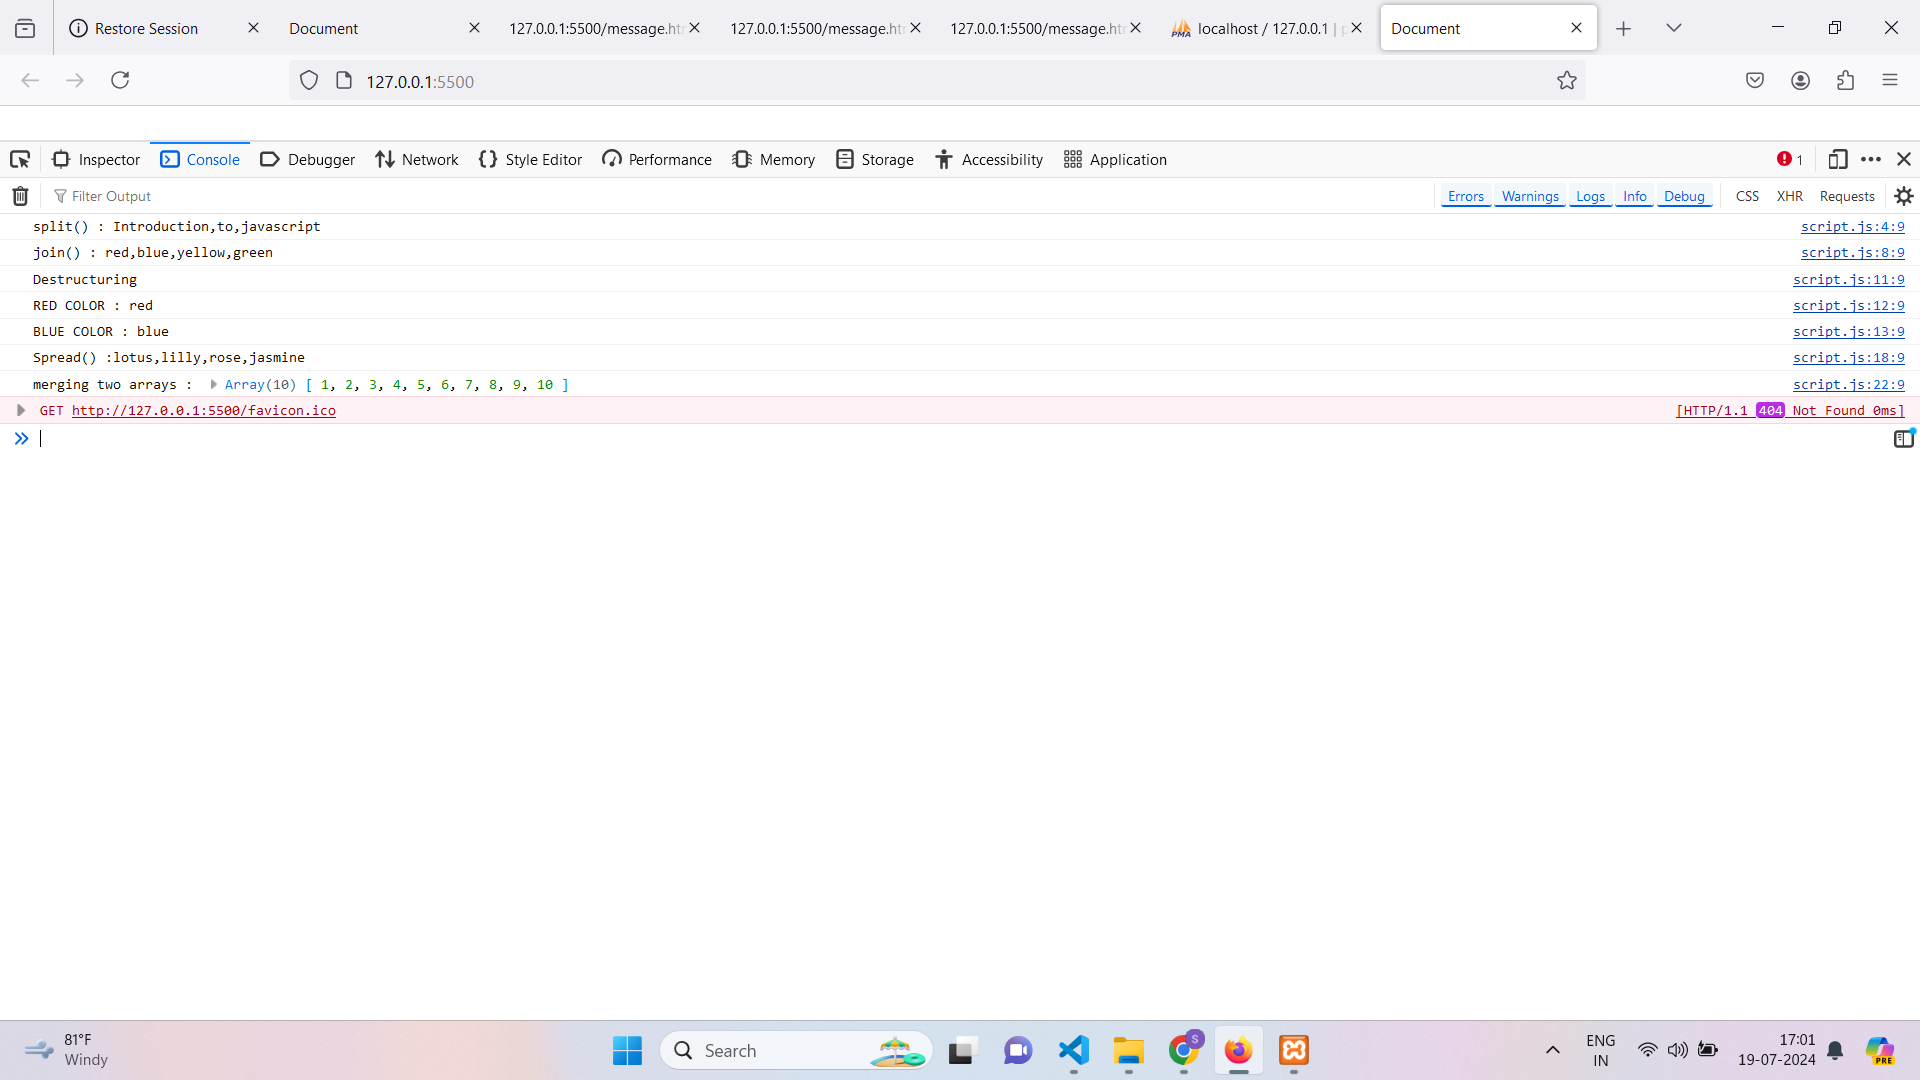 Restore Session
Document
127.0.0.1:5500/message.ht
127.0.0.1:5500/message.ht
127.0.0.1:5500/message.ht
localhost / 127.0.0.1 | p
Document
127.0.0.1:5500
Inspector Console Debugger Network Style Editor Performance Memory Storage Accessibility Application 1
Filter Output Errors Warnings Logs Info Debug CSS XHR Requests
split() : Introduction,to,javascript script.js:4:9
join() : red,blue,yellow,green script.js:8:9
Destructuring script.js:11:9
RED COLOR : red script.js:12:9
BLUE COLOR : blue script.js:13:9
Spread() :lotus,lilly,rose,jasmine script.js:18:9
merging two arrays : Array(10) [ 1, 2, 3, 4, 5, 6, 7, 8, 9, 10 ] script.js:22:9
GET http://127.0.0.1:5500/favicon.ico [HTTP/1.1 404 Not Found 0ms]
81°F
Windy
Search
S
ENG
IN
17:01
19-07-2024
PRE